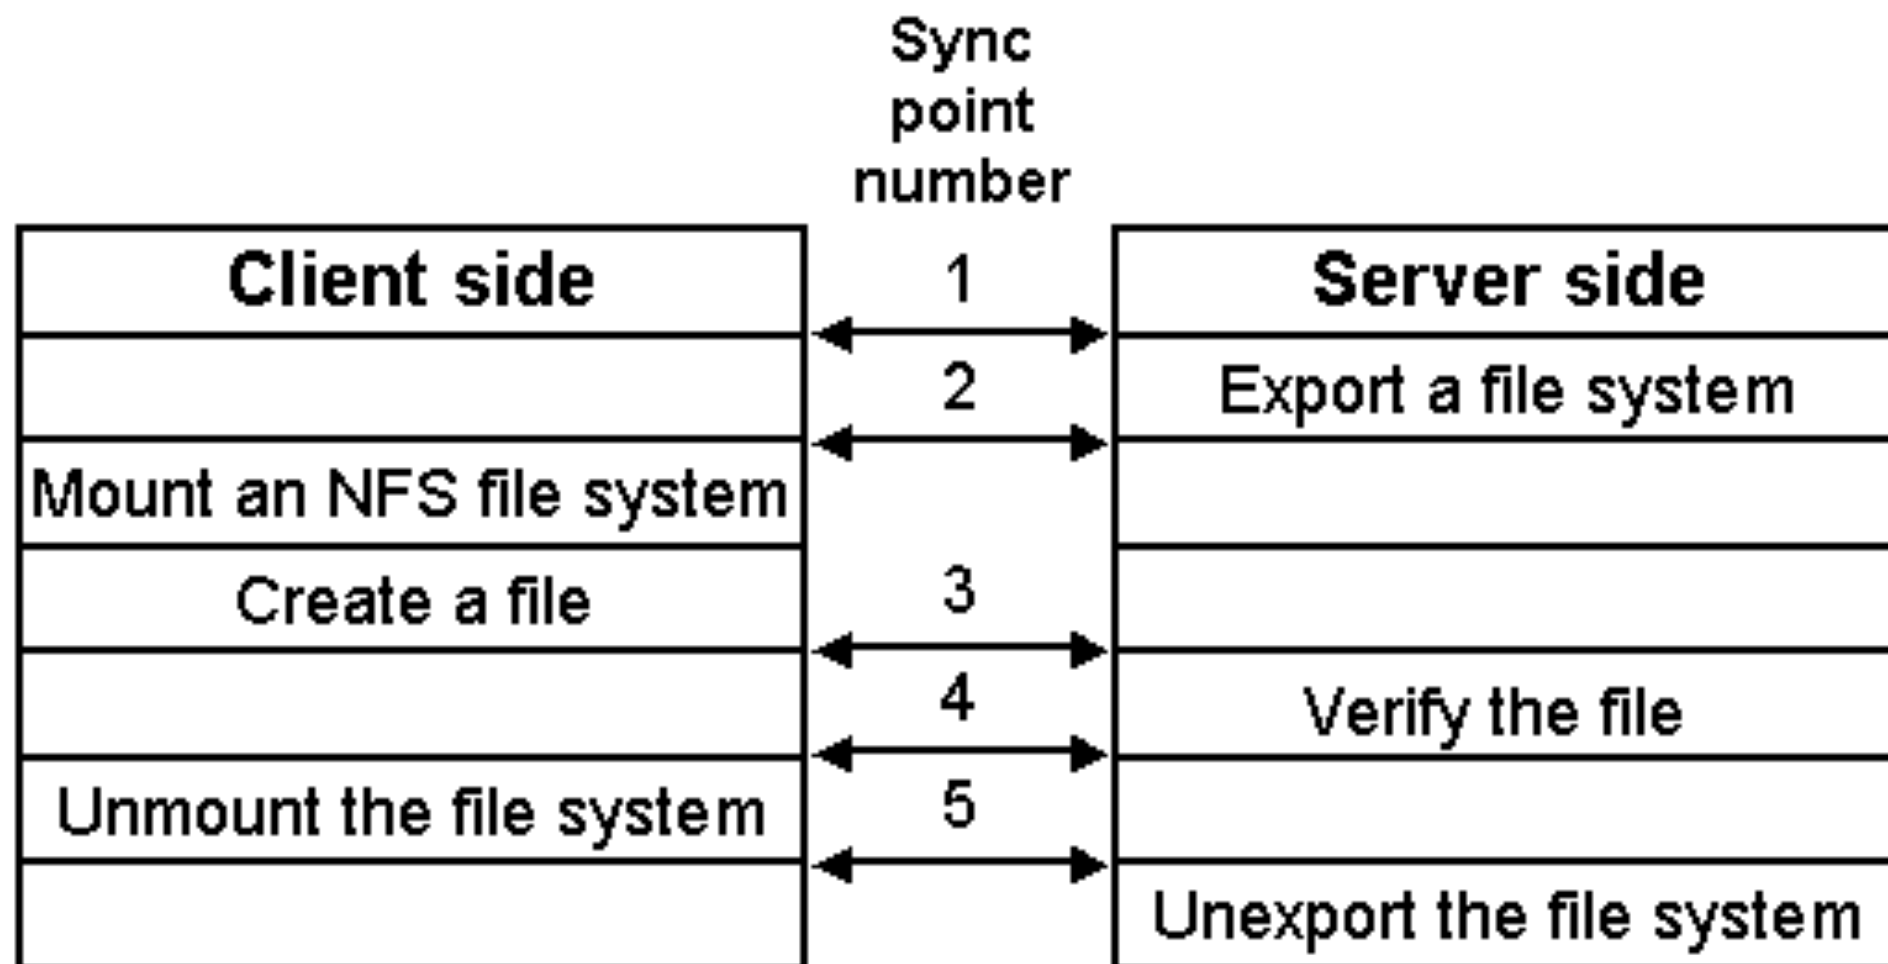 Sync
point
number
Client side
1
Server side
2
Export a file system
Mount an NFS file system
Create a file
3
4
Verify the file
Unmount the file system
5
Unexport the file system